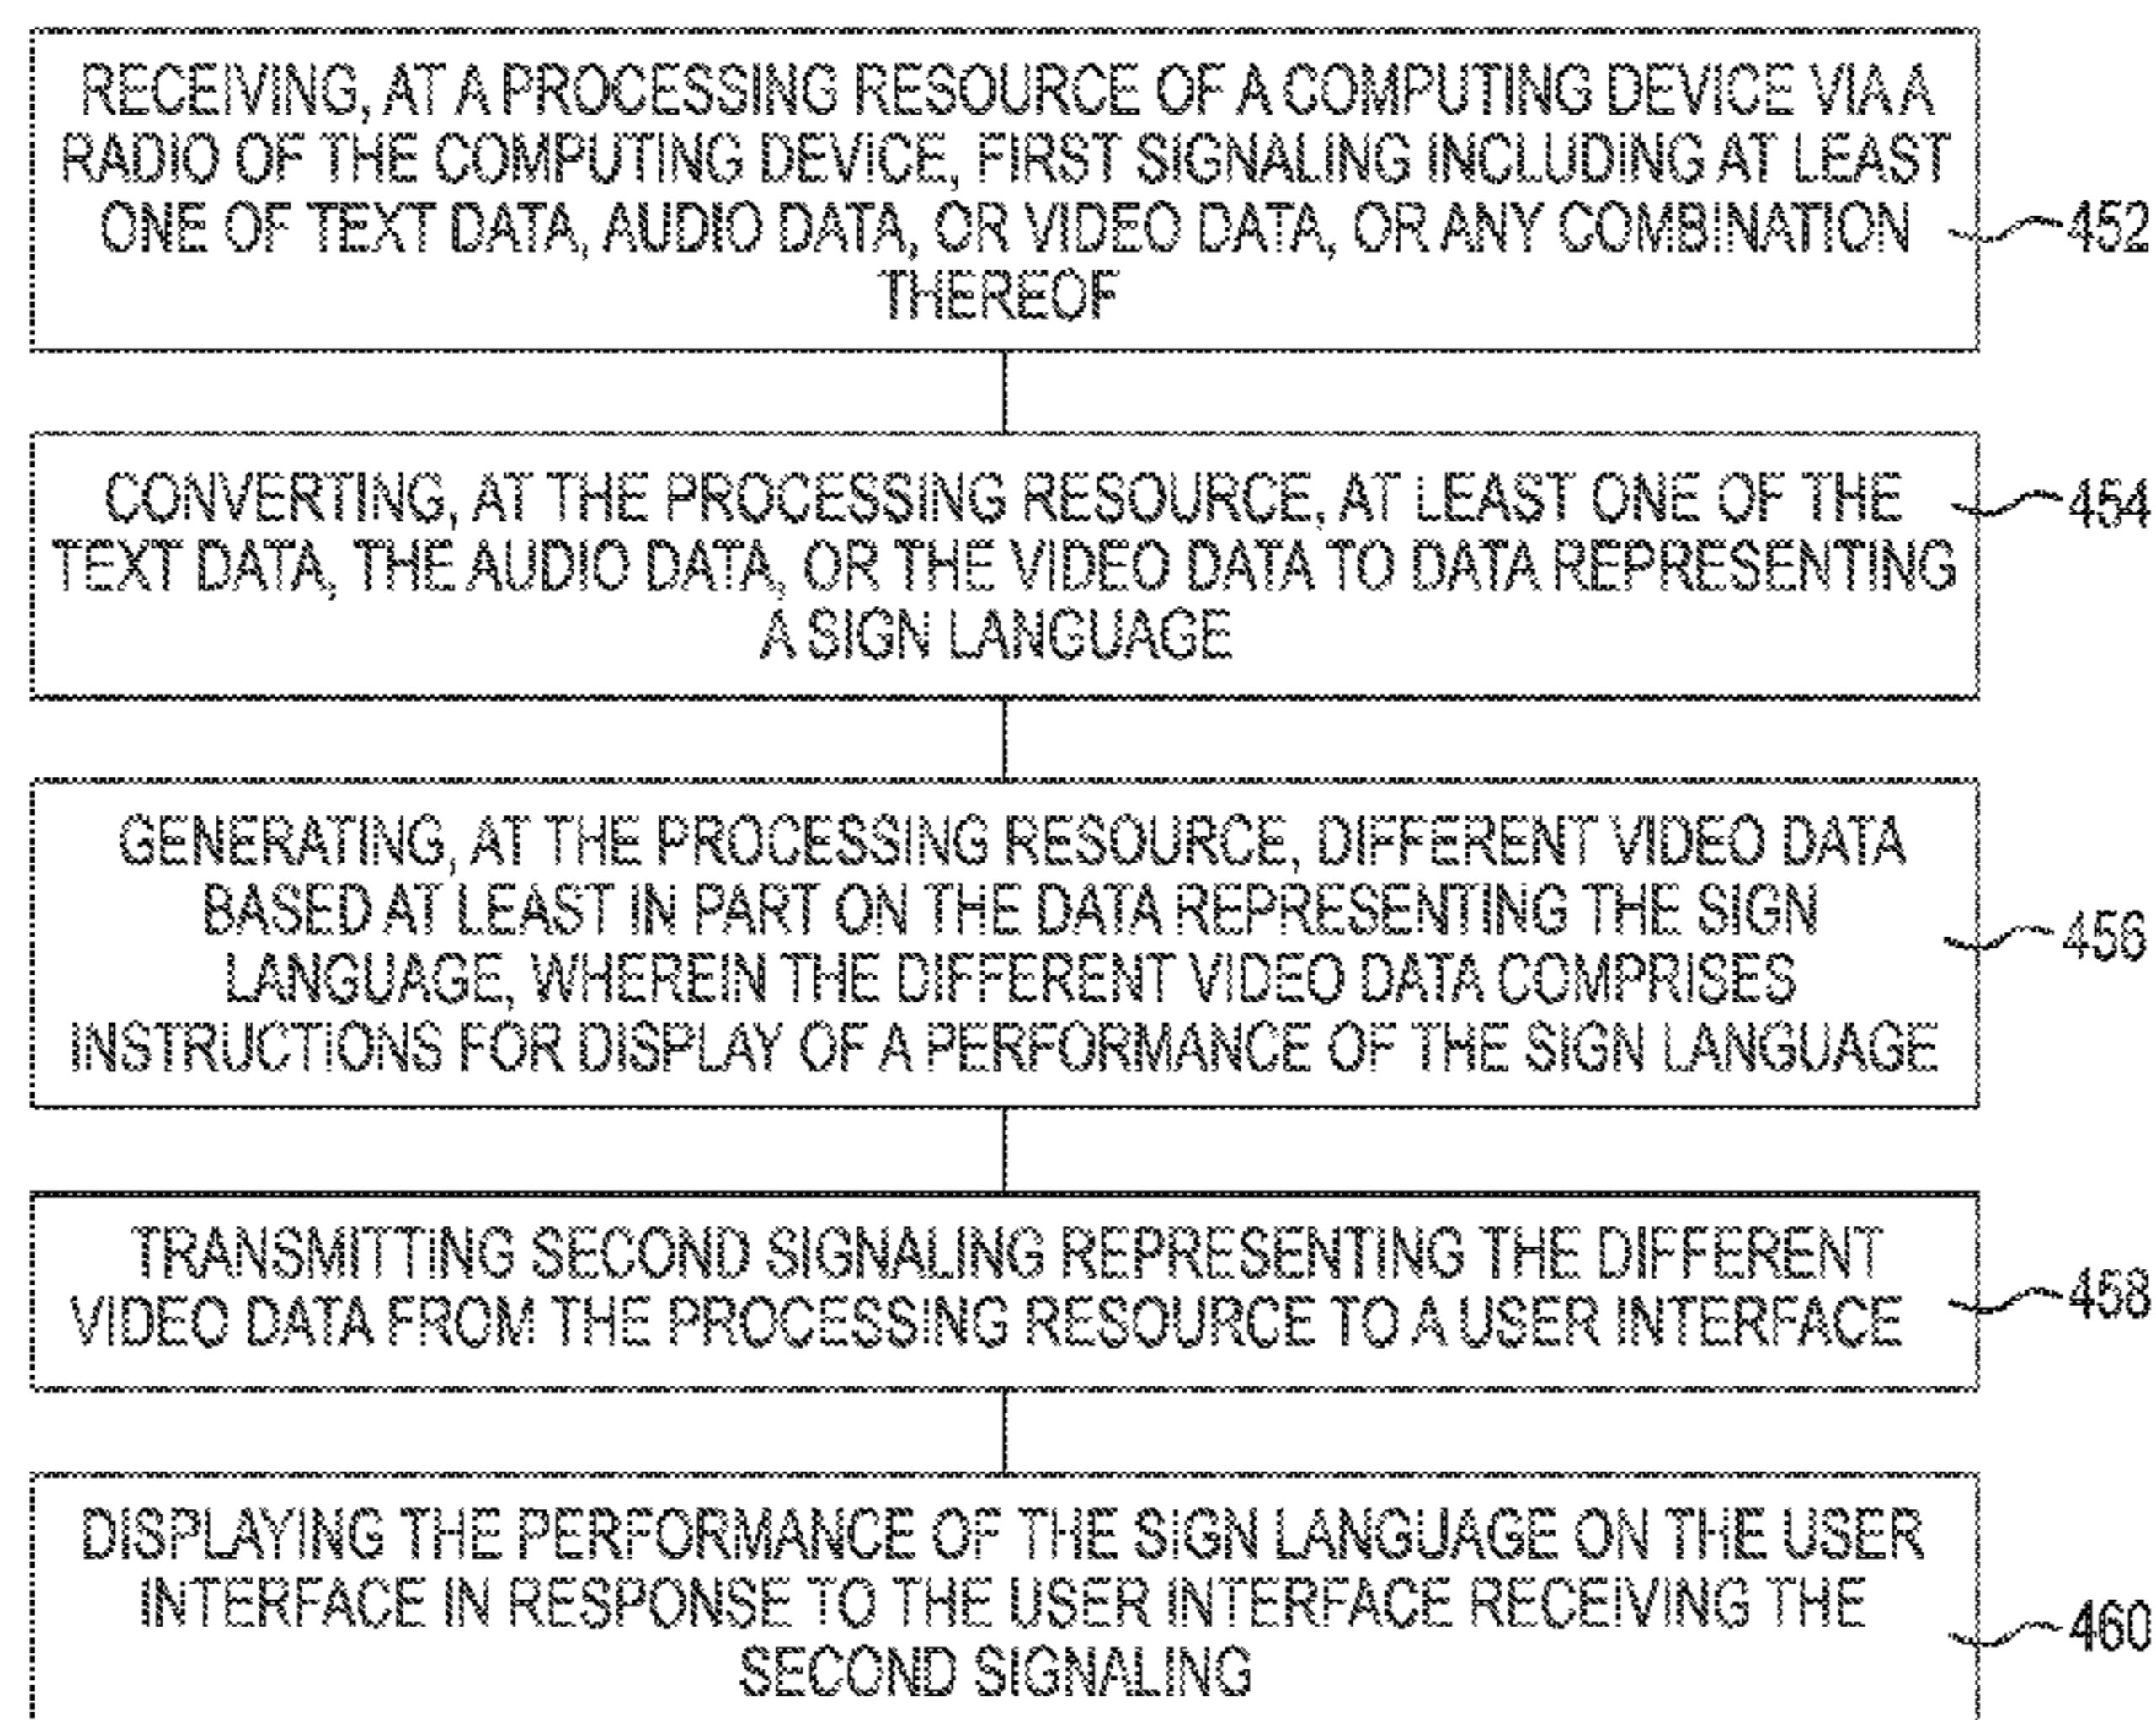 RECEIVING, AT A PROCESSING RESOURCE OF A COMPUTING DEVICE VIA A
RADIO OF THE COMPUTING DEVICE, FIRST SIGNALING INCLUDING AT LEAST
ONE OF TEXT DATA, AUDIO DATA, OR VIDEO DATA, OR ANY COMBINATION
THEREOF
452
CONVERTING, AT THE PROCESSING RESOURCE, AT LEAST ONE OF THE
TEXT DATA, THE AUDIO DATA, OR THE VIDEO DATA TO DATA REPRESENTING
A SIGN LANGUAGE
454
GENERATING, AT THE PROCESSING RESOURCE, DIFFERENT VIDEO DATA
BASED AT LEAST IN PART ON THE DATA REPRESENTING THE SIGN
LANGUAGE, WHEREIN THE DIFFERENT VIDEO DATA COMPRISES
INSTRUCTIONS FOR DISPLAY OF A PERFORMANCE OF THE SIGN LANGUAGE
456
TRANSMITTING SECOND SIGNALING REPRESENTING THE DIFFERENT
VIDEO DATA FROM THE PROCESSING RESOURCE TO A USER INTERFACE
458
DISPLAYING THE PERFORMANCE OF THE SIGN LANGUAGE ON THE USER
INTERFACE IN RESPONSE TO THE USER INTERFACE RECEIVING THE
SECOND SIGNALING
460